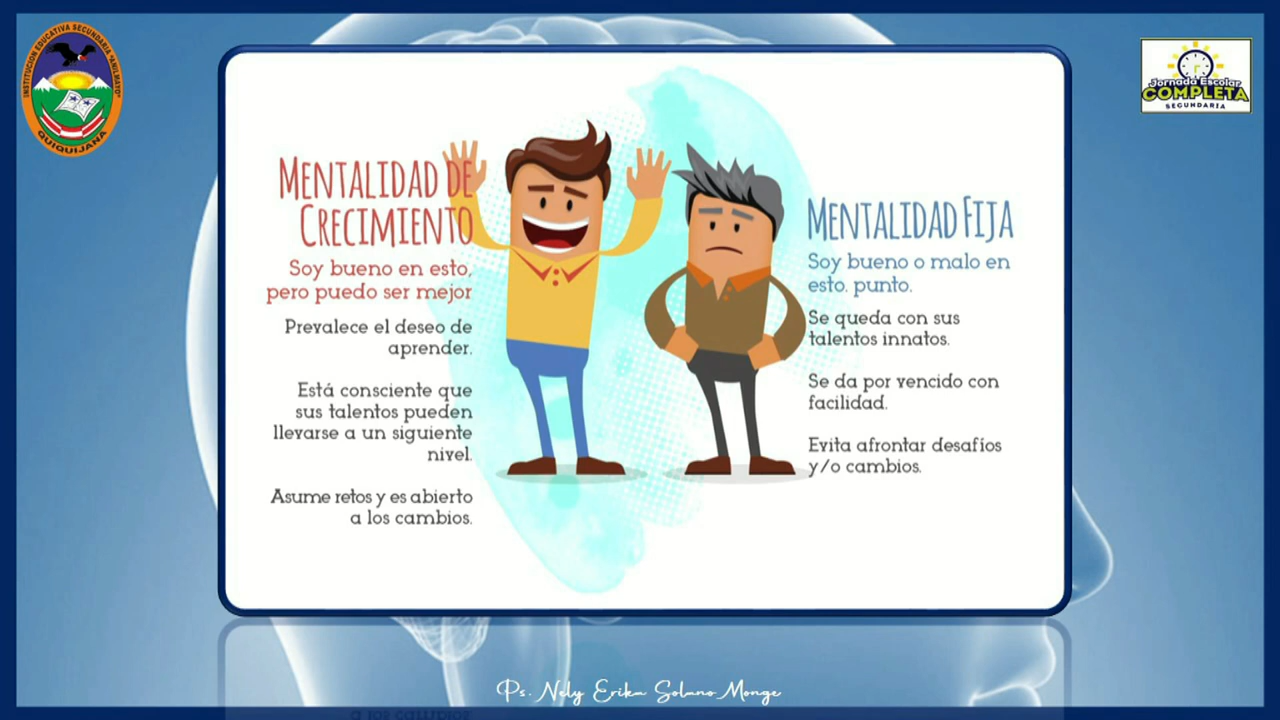 INSTITUCION EDUCATIVA SECUNDARIA
QUIQUIJANA
Jornada Escolar
COMPLETA
SECUNDARIA
MENTALIDAD DE
CRECIMIENTO
Soy bueno en esto,
pero puedo ser mejor
Prevalece el deseo de
aprender.
Está consciente que
sus talentos pueden
llevarse a un siguiente
nivel.
Asume retos y es abierto
a los cambios.
MENTALIDAD FIJA
Soy bueno o malo en
esto. punto.
Se queda con sus
talentos innatos.
Se da por vencido con
facilidad.
Evita afrontar desafíos
y/o cambios.
Ps. Nely Erika Solano Monge